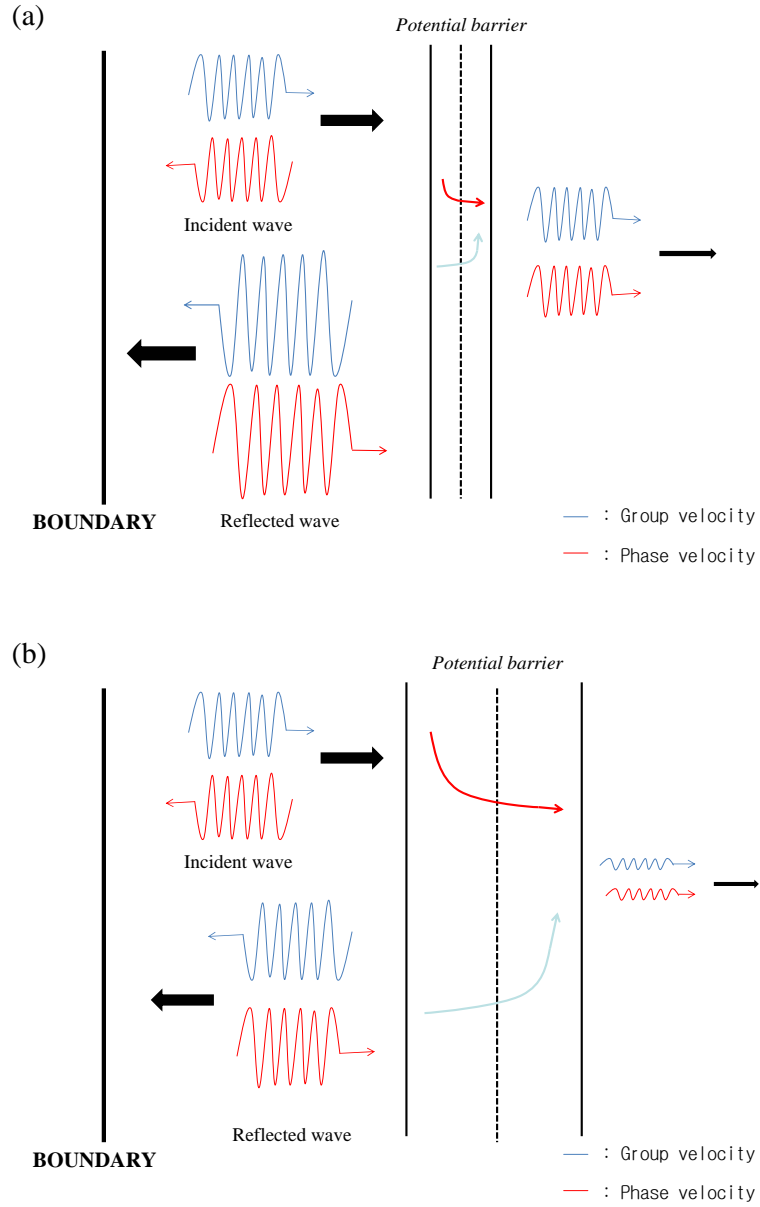 (a)
Potential barrier
Incident wave
Reflected wave
BOUNDARY
: Group velocity
: Phase velocity
(b)
Potential barrier
Incident wave
Reflected wave
BOUNDARY
: Group velocity
: Phase velocity